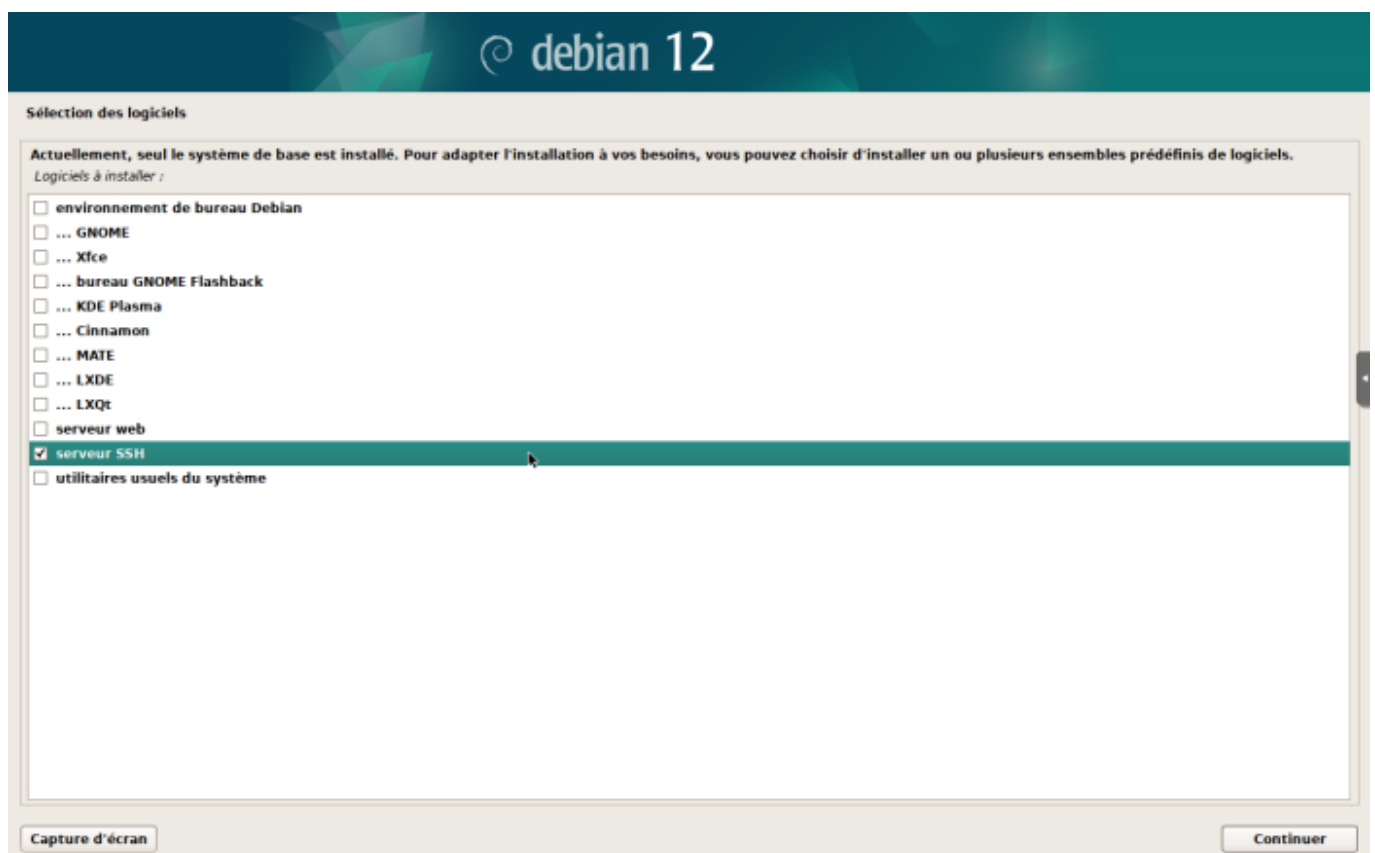 debian 12
Sélection des logiciels
Actuellement, seul le système de base est installé. Pour adapter l'installation à vos besoins, vous pouvez choisir d'installer un ou plusieurs ensembles prédéfinis de logiciels.
Logiciels à installer :
environnement de bureau Debian
... GNOME
... Xfce
... bureau GNOME Flashback
... KDE Plasma
... Cinnamon
... MATE
... LXDE
... LXQt
serveur web
serveur SSH
utilitaires usuels du système
Capture d'écran
Continuer